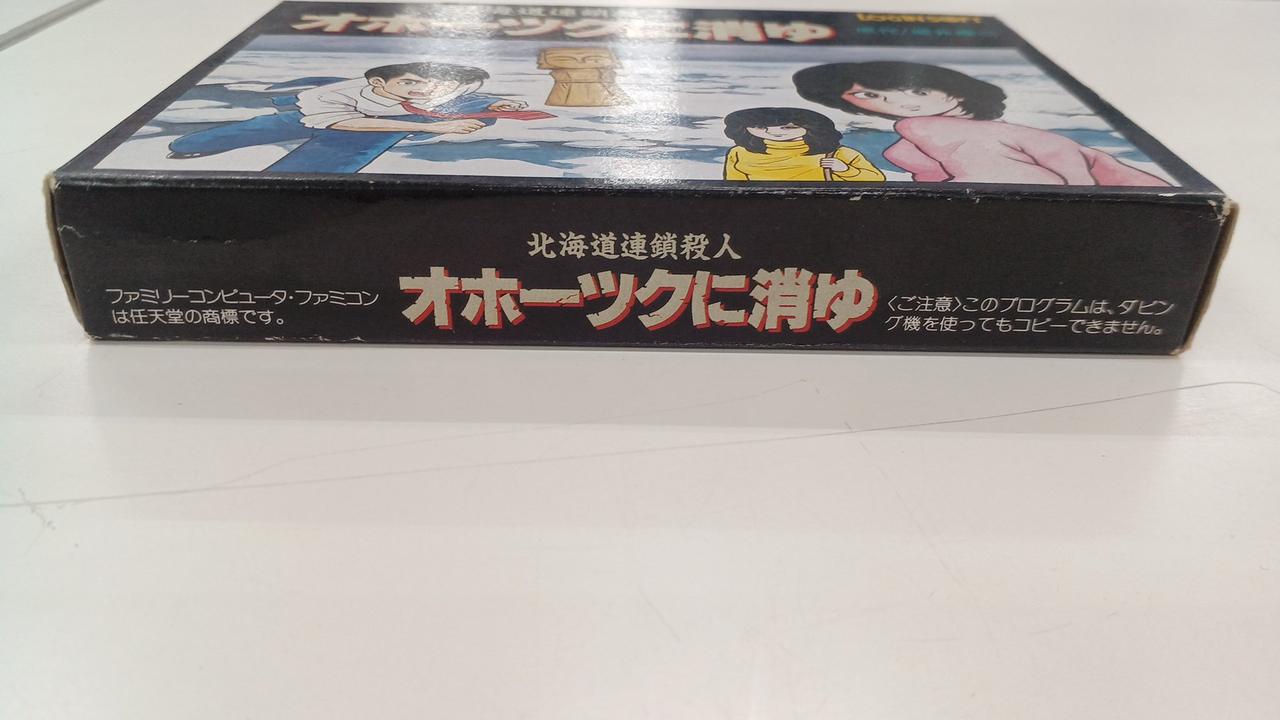 オホーツクに消ゆ
LOGIN SOFT
北海道連鎖殺人
オホーツクに消ゆ
ファミリーコンピュータ・ファミコン
は任天堂の商標です。
〈ご注意〉このプログラムは、ダビン
グ機を使ってもコピーできません。